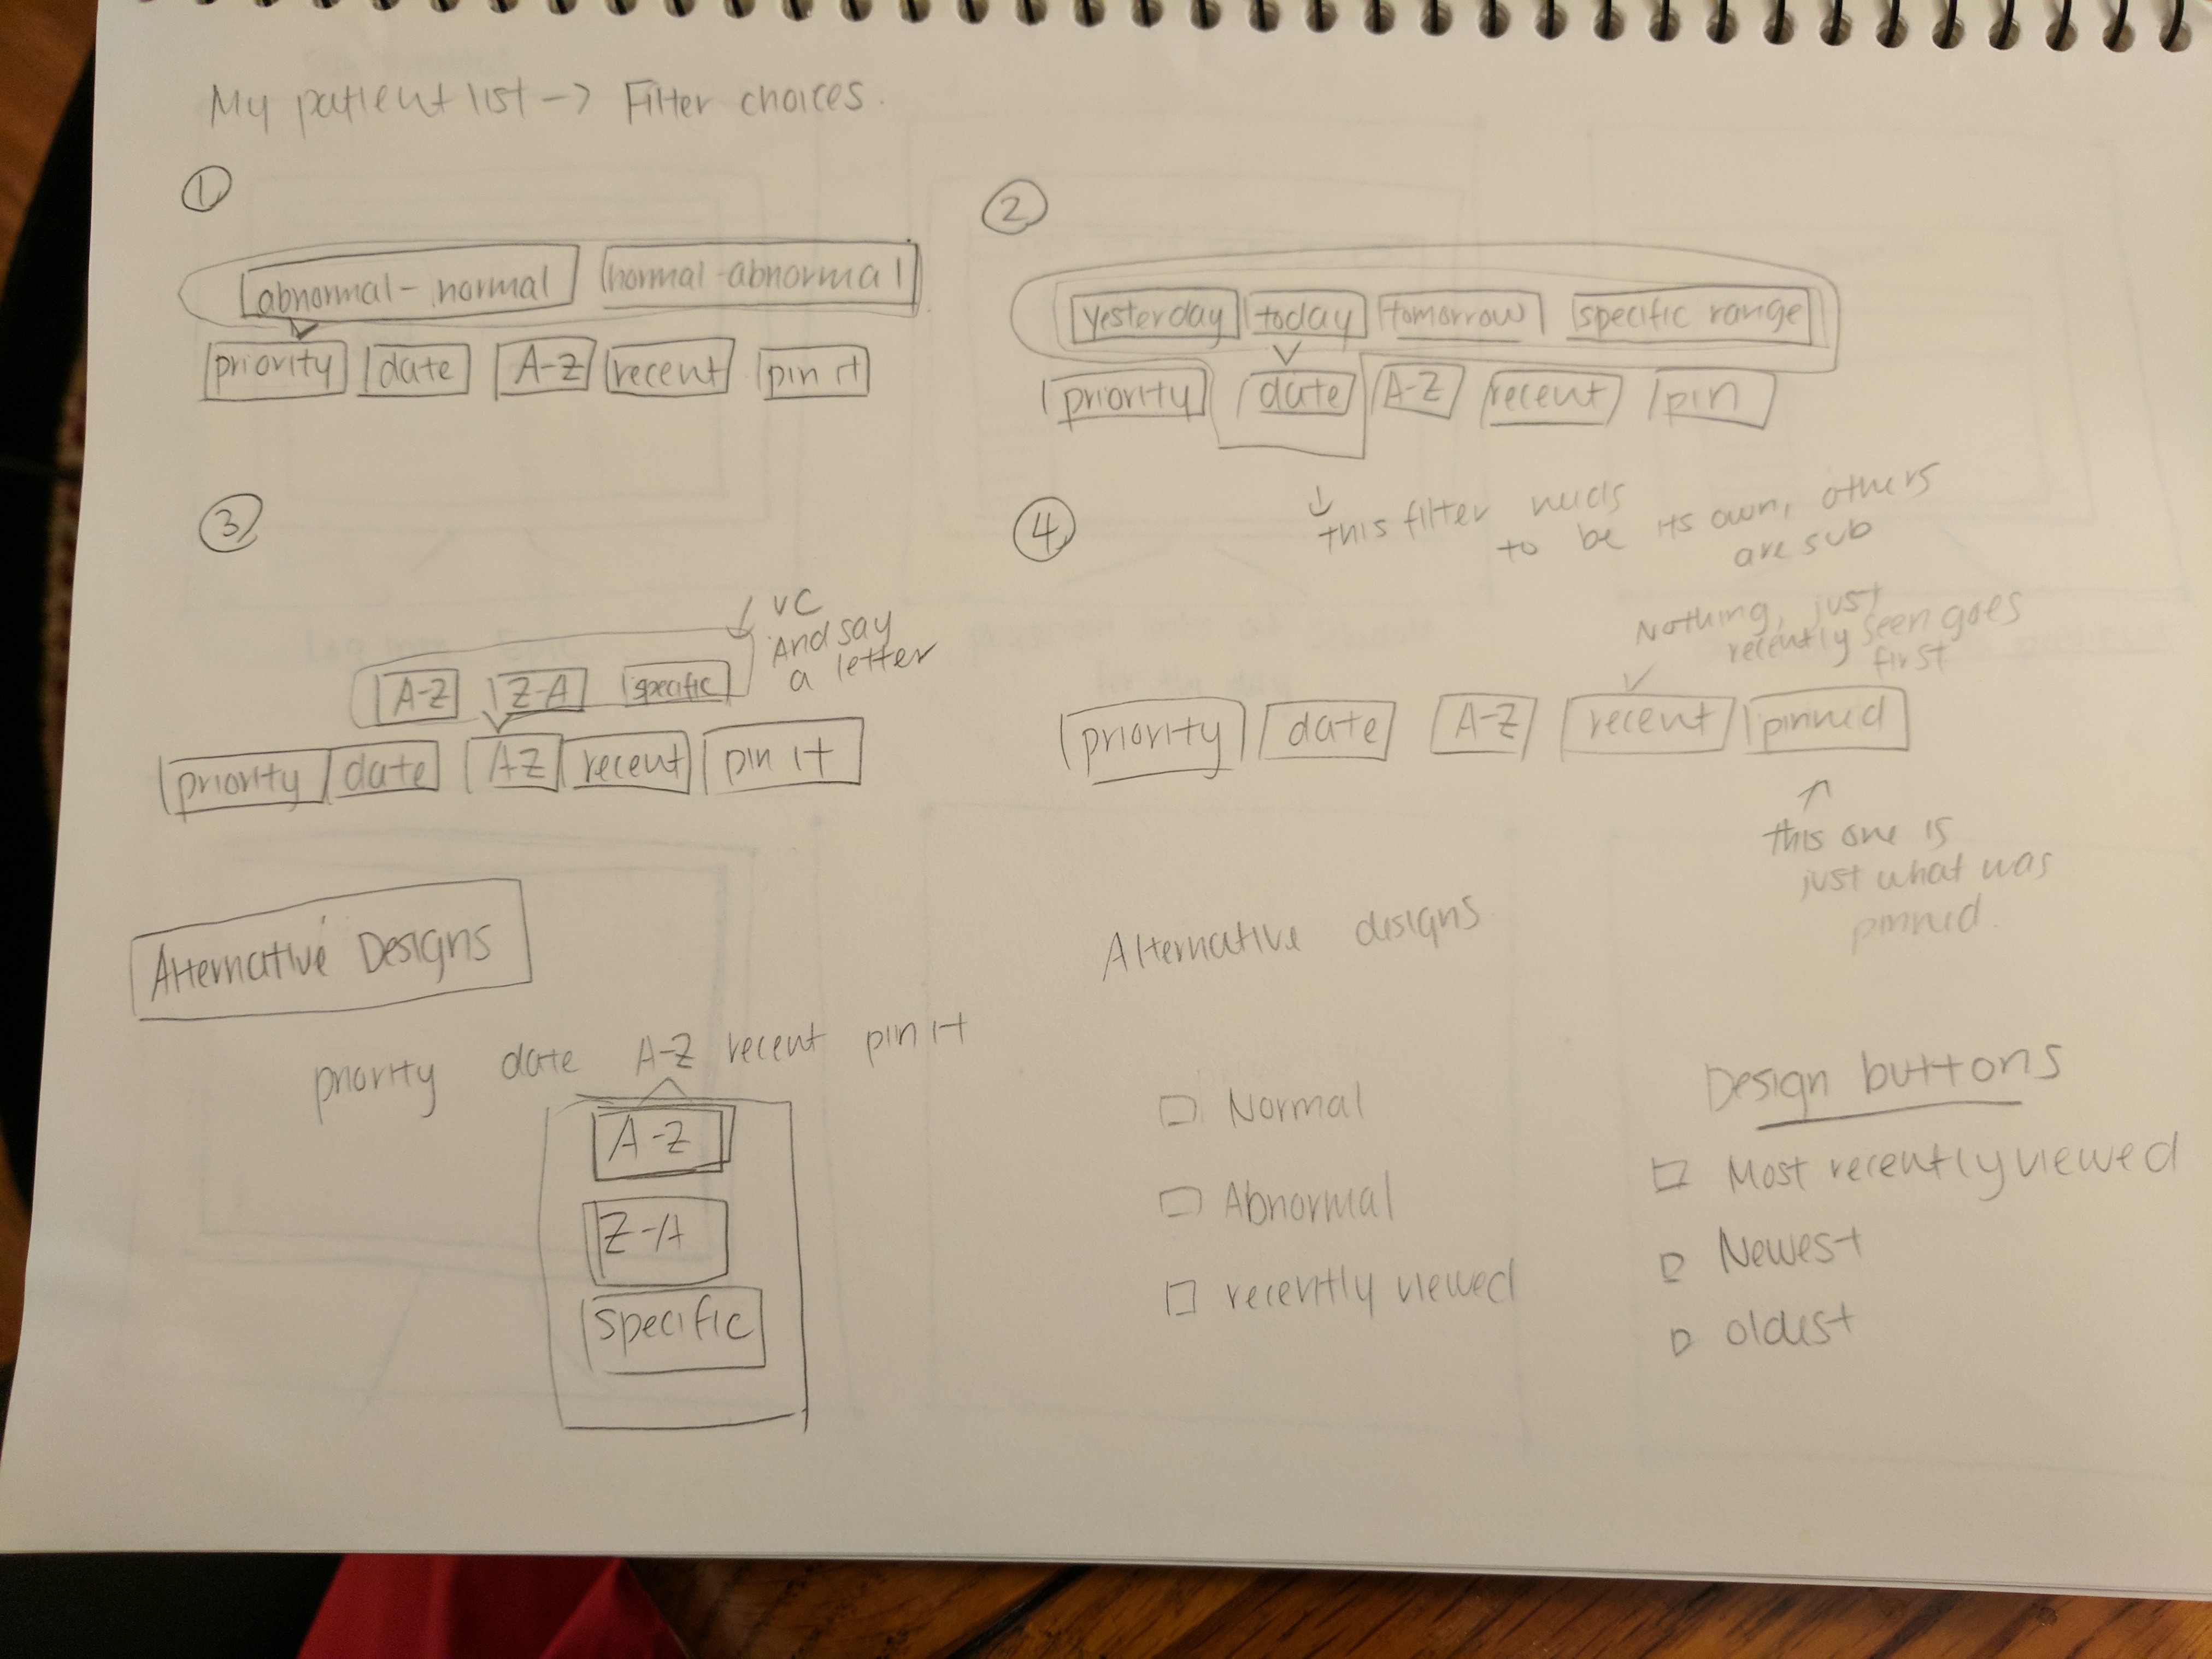 My patient list -> Filter choices.
1
abnormal - normal normal - abnormal
priority date A-Z recent pin it
2
yesterday today tomorrow specific range
priority date A-Z recent pin
↓ this filter needs
to be its own, others
are sub
3
VC
And say
a letter
A-Z Z-A specific
priority date AZ recent pin it
4
Nothing, just
recently seen goes
first
priority date A-Z recent pinned
this one is
just what was
pinned.
Alternative Designs
priority date A-Z recent pin it
A-Z
Z-A
specific
Alternative designs
Normal
Abnormal
recently viewed
Design buttons
Most recently viewed
Newest
oldest